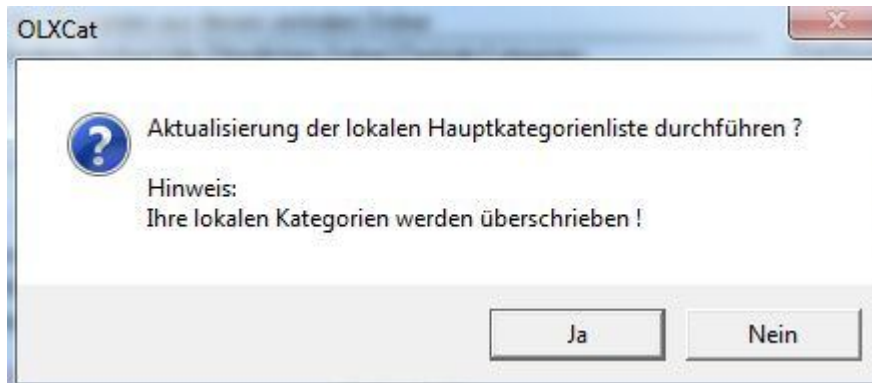 OLXCat
Aktualisierung der lokalen Hauptkategorienliste durchführen ?
Hinweis:
Ihre lokalen Kategorien werden überschrieben !
Ja
Nein